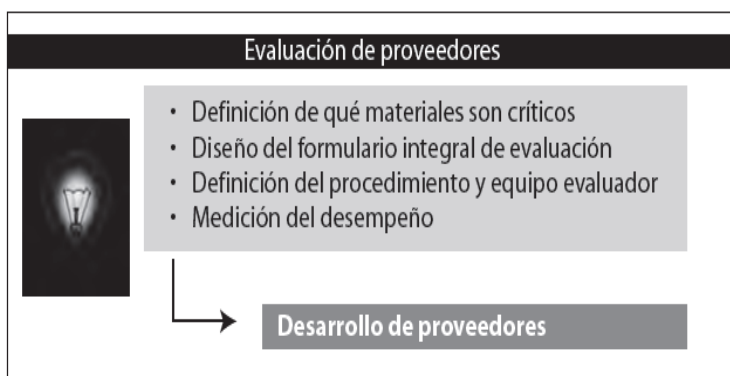 Evaluación de proveedores
• Definición de qué materiales son críticos
• Diseño del formulario integral de evaluación
• Definición del procedimiento y equipo evaluador
• Medición del desempeño
Desarrollo de proveedores